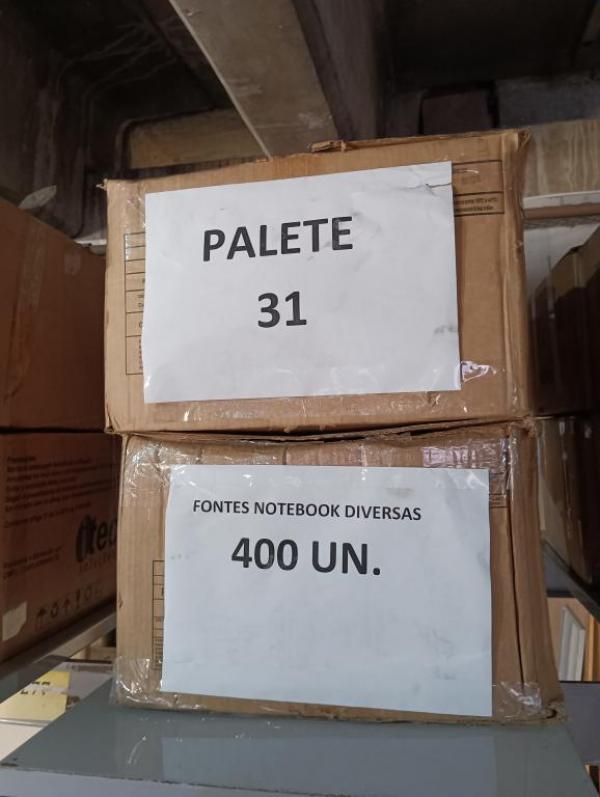 PALETE
31
FONTES NOTEBOOK DIVERSAS
400 UN.